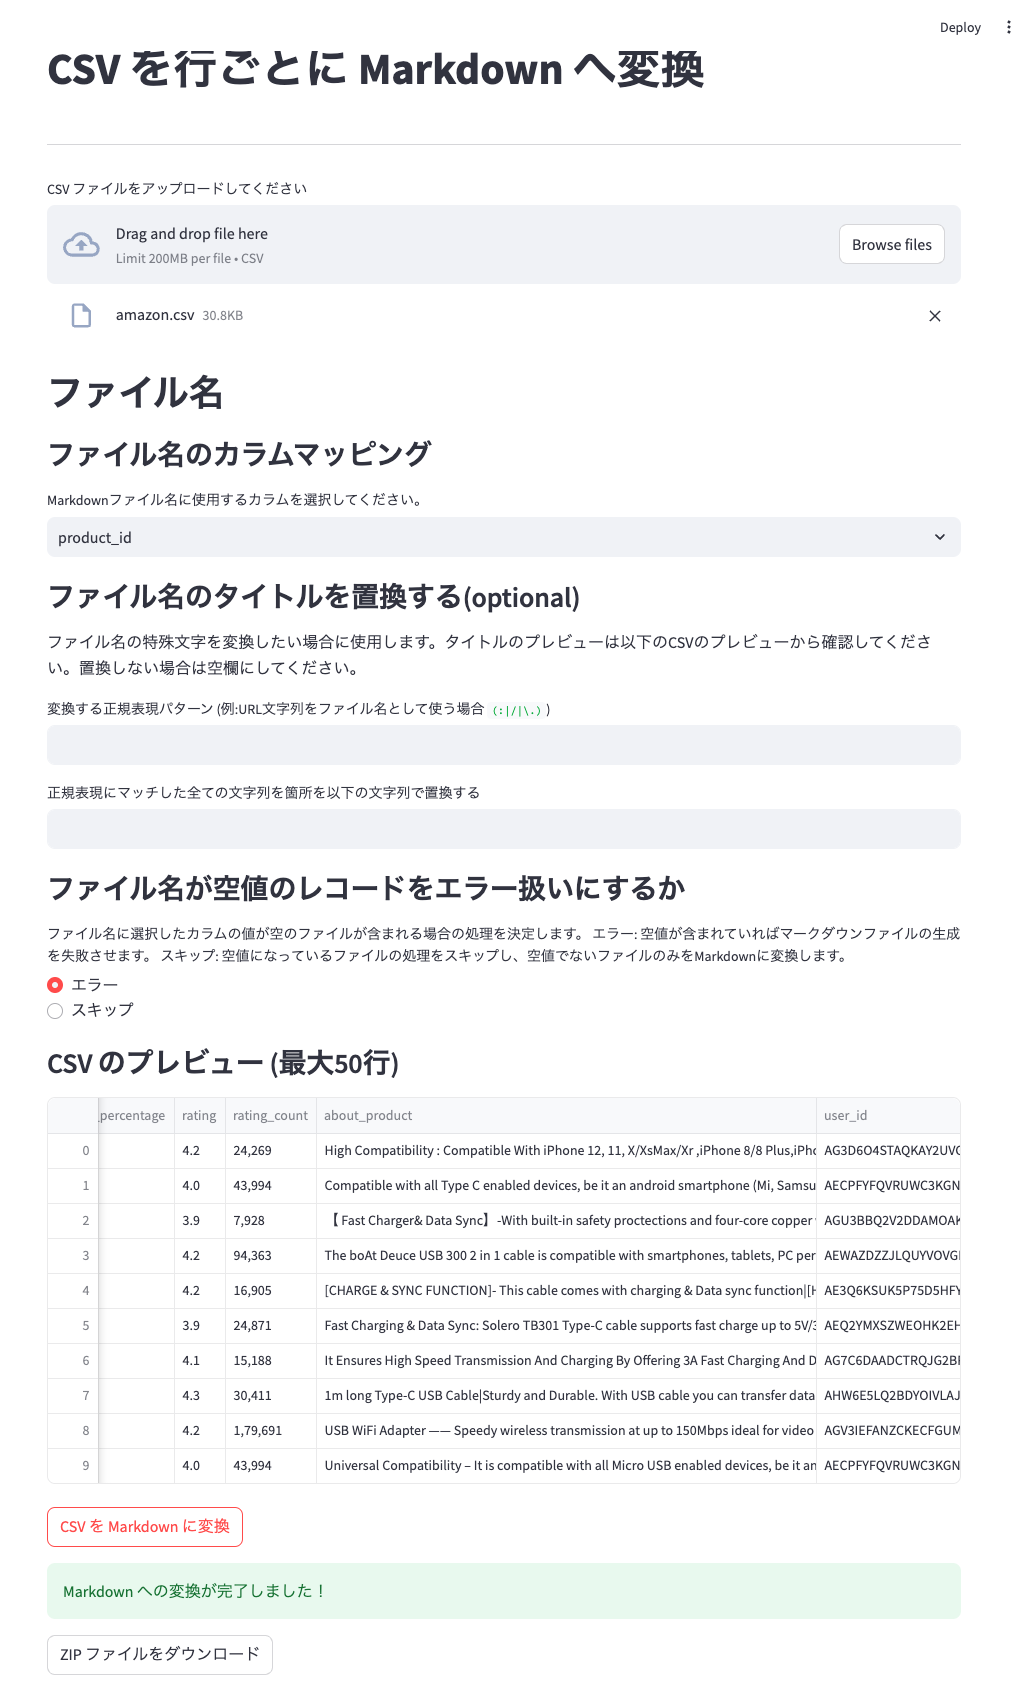 Deploy
CSV を行ごとに Markdown へ変換
CSV ファイルをアップロードしてください
Drag and drop file here
Limit 200MB per file • CSV
Browse files
amazon.csv 30.8KB
ファイル名
ファイル名のカラムマッピング
Markdownファイル名に使用するカラムを選択してください。
product_id
ファイル名のタイトルを置換する(optional)
ファイル名の特殊文字を変換したい場合に使用します。タイトルのプレビューは以下のCSVのプレビューから確認してくださ
い。置換しない場合は空欄にしてください。
変換する正規表現パターン (例:URL文字列をファイル名として使う場合 (:|/|\.) )
正規表現にマッチした全ての文字列を箇所を以下の文字列で置換する
ファイル名が空値のレコードをエラー扱いにするか
ファイル名に選択したカラムの値が空のファイルが含まれる場合の処理を決定します。 エラー: 空値が含まれていればマークダウンファイルの生成
を失敗させます。 スキップ: 空値になっているファイルの処理をスキップし、空値でないファイルのみをMarkdownに変換します。
エラー
スキップ
CSV のプレビュー (最大50行)
_percentage rating rating_count about_product user_id
0 4.2 24,269 High Compatibility : Compatible With iPhone 12, 11, X/XsMax/Xr ,iPhone 8/8 Plus,iPho AG3D6O4STAQKAY2UVC
1 4.0 43,994 Compatible with all Type C enabled devices, be it an android smartphone (Mi, Samsu AECPFYFQVRUWC3KGN
2 3.9 7,928 【 Fast Charger& Data Sync】 -With built-in safety proctections and four-core copper AGU3BBQ2V2DDAMOAK
3 4.2 94,363 The boAt Deuce USB 300 2 in 1 cable is compatible with smartphones, tablets, PC per AEWAZDZZJLQUYVOVG
4 4.2 16,905 [CHARGE & SYNC FUNCTION]- This cable comes with charging & Data sync function|[H AE3Q6KSUK5P75D5HFY
5 3.9 24,871 Fast Charging & Data Sync: Solero TB301 Type-C cable supports fast charge up to 5V/3 AEQ2YMXSZWEOHK2EH
6 4.1 15,188 It Ensures High Speed Transmission And Charging By Offering 3A Fast Charging And D AG7C6DAADCTRQJG2B
7 4.3 30,411 1m long Type-C USB Cable|Sturdy and Durable. With USB cable you can transfer data AHW6E5LQ2BDYOIVLAJ
8 4.2 1,79,691 USB WiFi Adapter —— Speedy wireless transmission at up to 150Mbps ideal for video AGV3IEFANZCKECFGUM
9 4.0 43,994 Universal Compatibility – It is compatible with all Micro USB enabled devices, be it an AECPFYFQVRUWC3KGN
CSV を Markdown に変換
Markdown への変換が完了しました！
ZIP ファイルをダウンロード